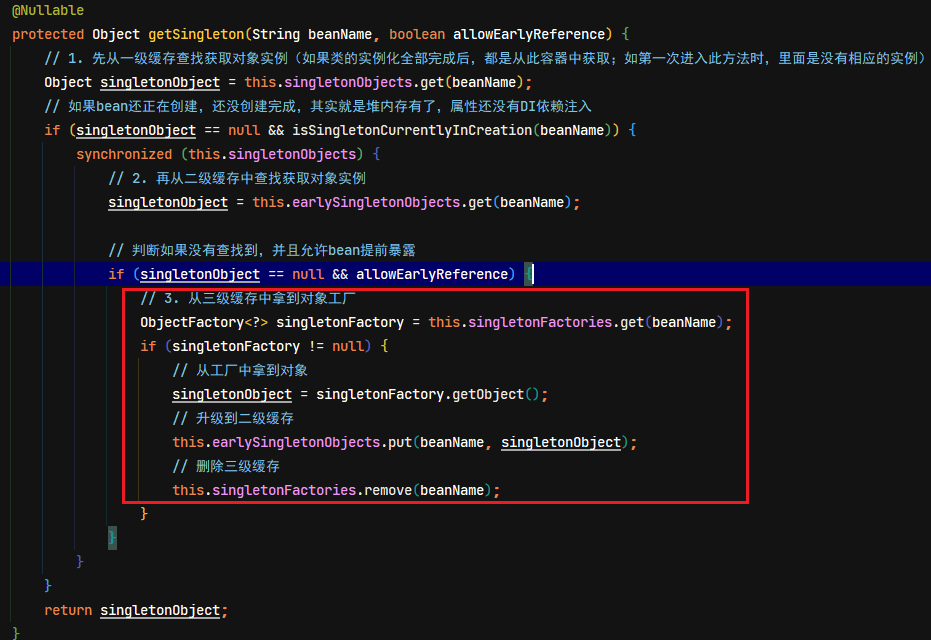 @Nullable
protected Object getSingleton(String beanName, boolean allowEarlyReference) {
// 1. 先从一级缓存查找获取对象实例（如果类的实例化全部完成后，都是从此容器中获取；如第一次进入此方法时，里面是没有相应的实例）
Object singletonObject = this.singletonObjects.get(beanName);
// 如果bean还正在创建，还没创建完成，其实就是堆内存有了，属性还没有DI依赖注入
if (singletonObject == null && isSingletonCurrentlyInCreation(beanName)) {
synchronized (this.singletonObjects) {
// 2. 再从二级缓存中查找获取对象实例
singletonObject = this.earlySingletonObjects.get(beanName);
// 判断如果没有查找到，并且允许bean提前暴露
if (singletonObject == null && allowEarlyReference) {
// 3. 从三级缓存中拿到对象工厂
ObjectFactory<?> singletonFactory = this.singletonFactories.get(beanName);
if (singletonFactory != null) {
// 从工厂中拿到对象
singletonObject = singletonFactory.getObject();
// 升级到二级缓存
this.earlySingletonObjects.put(beanName, singletonObject);
// 删除三级缓存
this.singletonFactories.remove(beanName);
}
}
}
}
return singletonObject;
}